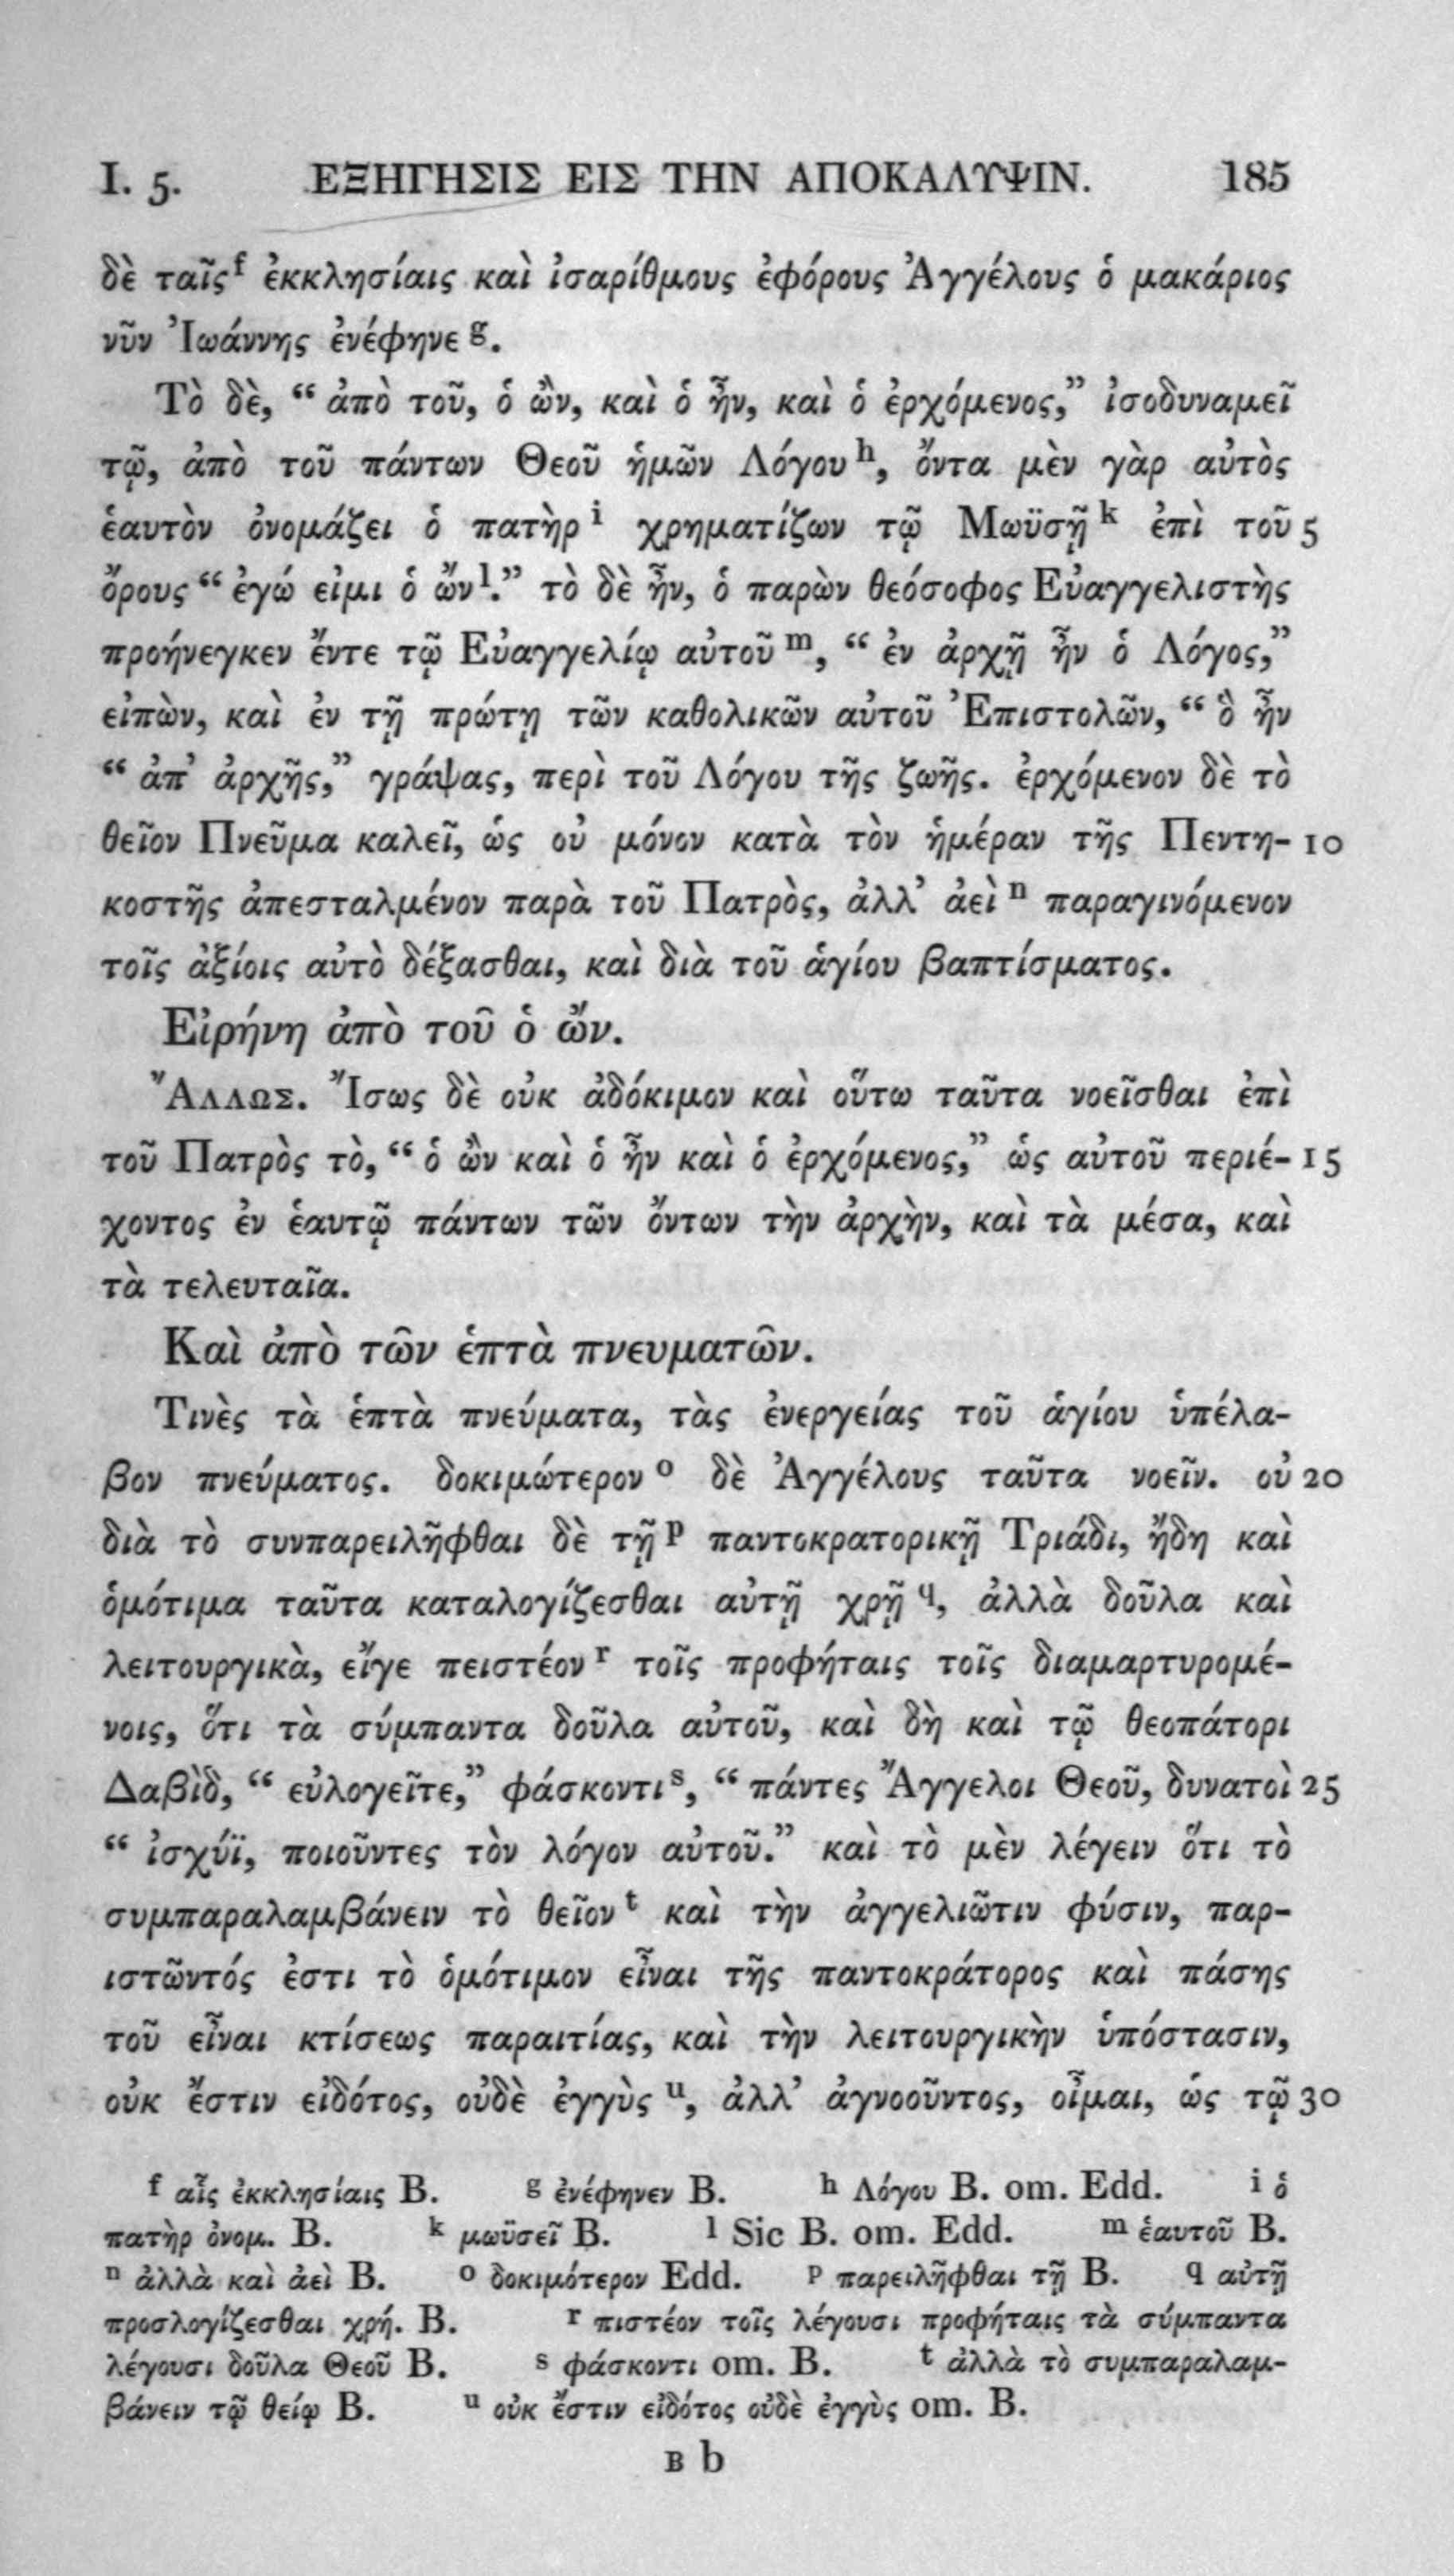 I. 5. ΕΞΗΓΗΣΙΣ ΕΙΣ ΤΗΝ ΑΠΟΚΑΛΥΨΙΝ. 185
δὲ ταῖς f ἐκκλησίαις καὶ ἰσαρίθμους ἐφόρους Ἀγγέλους ὁ μακάριος
νῦν Ἰωάννης ἐνέφηνε g.
Τὸ δὲ, “ ἀπὸ τοῦ, ὁ ὢν, καὶ ὁ ἦν, καὶ ὁ ἐρχόμενος,” ἰσοδυναμεῖ
τῷ, ἀπὸ τοῦ πάντων Θεοῦ ἡμῶν Λόγου h, ὄντα μὲν γὰρ αὐτὸς
ἑαυτὸν ὀνομάζει ὁ πατὴρ i χρηματίζων τῷ Μωϋσῇ k ἐπὶ τοῦ 5
ὄρους “ ἐγώ εἰμι ὁ ὤν l.” τὸ δὲ ἦν, ὁ παρὼν θεόσοφος Εὐαγγελιστὴς
προήνεγκεν ἔντε τῷ Εὐαγγελίῳ αὐτοῦ m, “ ἐν ἀρχῇ ἦν ὁ Λόγος,”
εἰπὼν, καὶ ἐν τῇ πρώτῃ τῶν καθολικῶν αὐτοῦ Ἐπιστολῶν, “ ὃ ἦν
“ ἀπ’ ἀρχῆς,” γράψας, περὶ τοῦ Λόγου τῆς ζωῆς. ἐρχόμενον δὲ τὸ
θεῖον Πνεῦμα καλεῖ, ὡς οὐ μόνον κατὰ τὸν ἡμέραν τῆς Πεντη- 10
κοστῆς ἀπεσταλμένον παρὰ τοῦ Πατρὸς, ἀλλ’ ἀεὶ n παραγινόμενον
τοῖς ἀξίοις αὐτὸ δέξασθαι, καὶ διὰ τοῦ ἁγίου βαπτίσματος.
Εἰρήνη ἀπὸ τοῦ ὁ ὤν.
Ἄλλως. Ἴσως δὲ οὐκ ἀδόκιμον καὶ οὕτω ταῦτα νοεῖσθαι ἐπὶ
τοῦ Πατρὸς τὸ, “ ὁ ὢν καὶ ὁ ἦν καὶ ὁ ἐρχόμενος,” ὡς αὐτοῦ περιέ- 15
χοντος ἐν ἑαυτῷ πάντων τῶν ὄντων τὴν ἀρχὴν, καὶ τὰ μέσα, καὶ
τὰ τελευταῖα.
Καὶ ἀπὸ τῶν ἑπτὰ πνευματῶν.
Τινὲς τὰ ἑπτὰ πνεύματα, τὰς ἐνεργείας τοῦ ἁγίου ὑπέλα-
βον πνεύματος. δοκιμώτερον o δὲ Ἀγγέλους ταῦτα νοεῖν. οὐ 20
διὰ τὸ συνπαρειλῆφθαι δὲ τῇ p παντοκρατορικῇ Τριάδι, ἤδη καὶ
ὁμότιμα ταῦτα καταλογίζεσθαι αὐτῇ χρῇ q, ἀλλὰ δοῦλα καὶ
λειτουργικὰ, εἴγε πειστέον r τοῖς προφήταις τοῖς διαμαρτυρομέ-
νοις, ὅτι τὰ σύμπαντα δοῦλα αὐτοῦ, καὶ δὴ καὶ τῷ θεοπάτορι
Δαβὶδ, “ εὐλογεῖτε,” φάσκοντι s, “ πάντες Ἄγγελοι Θεοῦ, δυνατοὶ 25
“ ἰσχύϊ, ποιοῦντες τὸν λόγον αὐτοῦ.” καὶ τὸ μὲν λέγειν ὅτι τὸ
συμπαραλαμβάνειν τὸ θεῖον t καὶ τὴν ἀγγελιῶτιν φύσιν, παρ-
ιστῶντός ἐστι τὸ ὁμότιμον εἶναι τῆς παντοκράτορος καὶ πάσης
τοῦ εἶναι κτίσεως παραιτίας, καὶ τὴν λειτουργικὴν ὑπόστασιν,
οὐκ ἔστιν εἰδότος, οὐδὲ ἐγγὺς u, ἀλλ’ ἀγνοοῦντος, οἶμαι, ὡς τῷ 30
f αἷς ἐκκλησίαις B. g ἐνέφηνεν B. h Λόγου B. om. Edd. i ὁ
πατὴρ ὀνομ. B. k μωϋσεῖ B. l Sic B. om. Edd. m ἑαυτοῦ B.
n ἀλλὰ καὶ ἀεὶ B. o δοκιμότερον Edd. p παρειλῆφθαι τῇ B. q αὐτῇ
προσλογίζεσθαι χρή. B. r πιστέον τοῖς λέγουσι προφήταις τὰ σύμπαντα
λέγουσι δοῦλα Θεοῦ B. s φάσκοντι om. B. t ἀλλὰ τὸ συμπαραλαμ-
βάνειν τῷ θείῳ B. u οὐκ ἔστιν εἰδότος οὐδὲ ἐγγὺς om. B.
B b